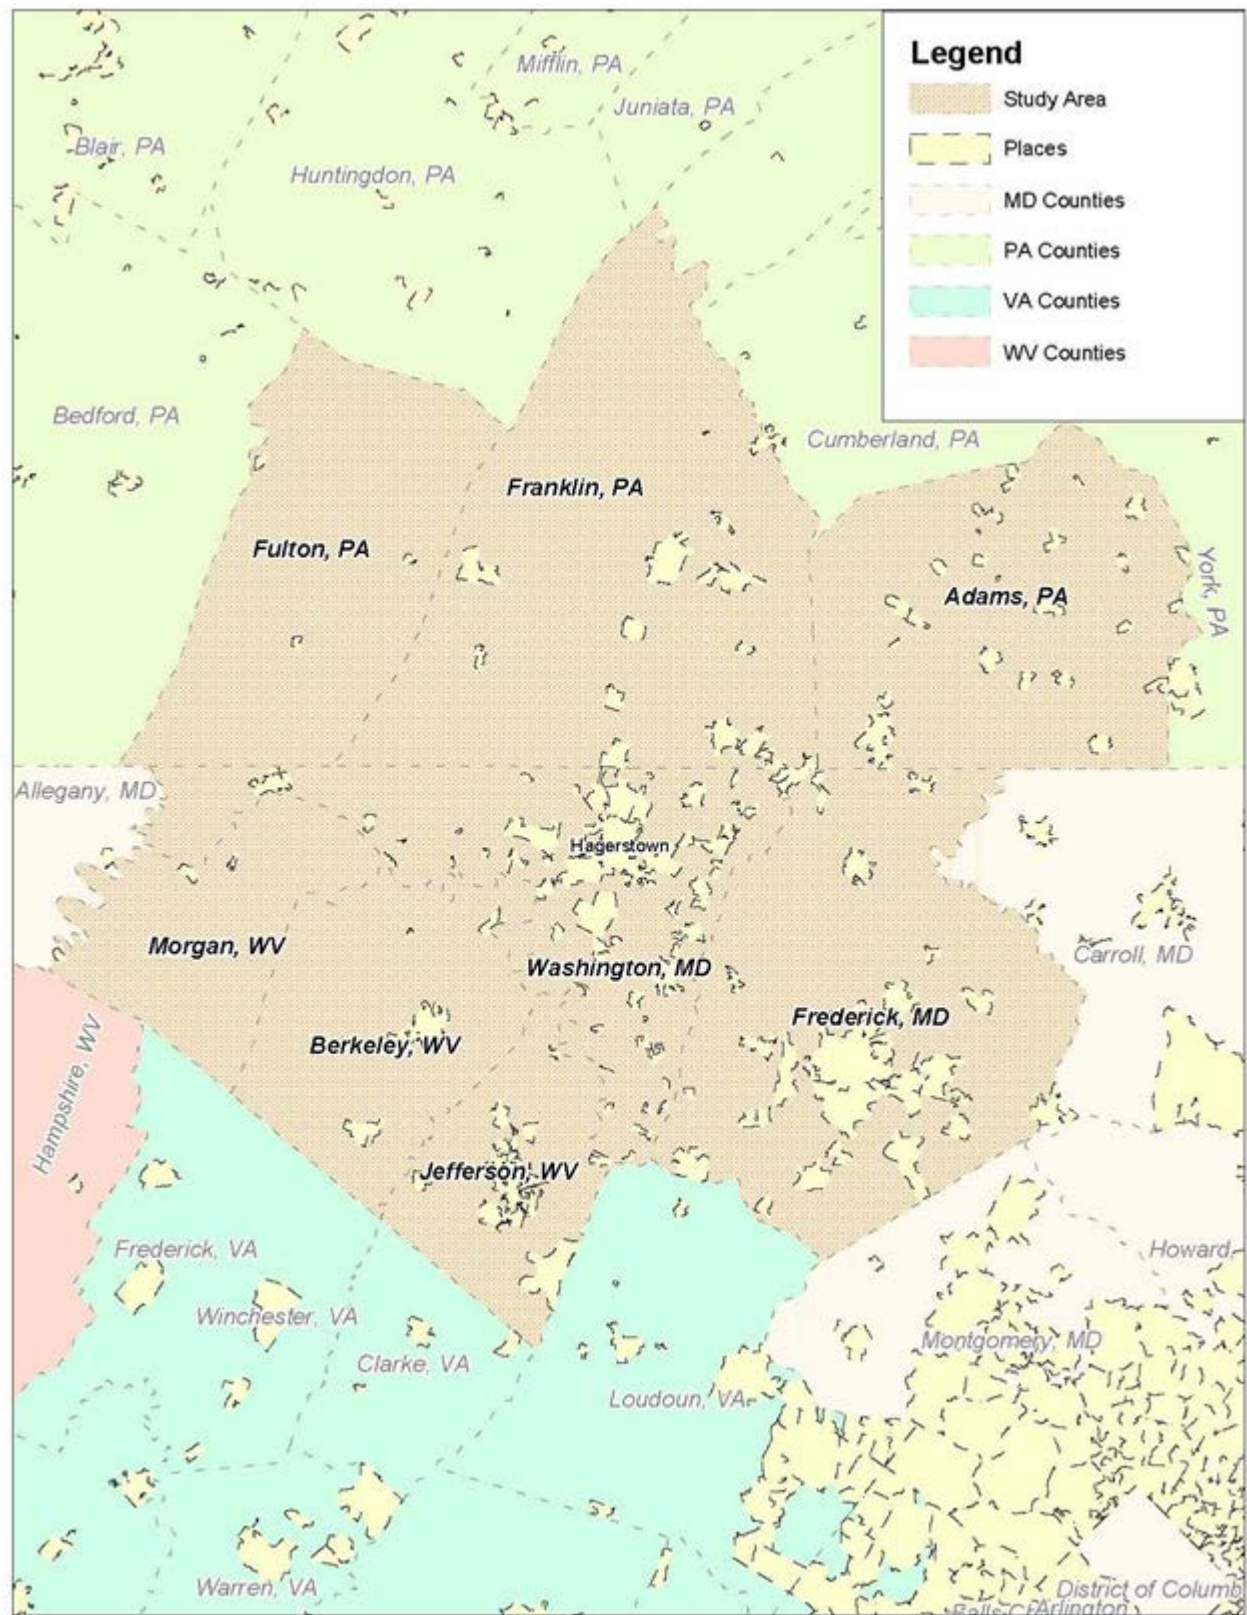 Legend
Study Area
Places
MD Counties
PA Counties
VA Counties
WV Counties
Mifflin, PA
Juniata, PA
Blair, PA
Huntingdon, PA
Bedford, PA
Cumberland, PA
Franklin, PA
Fulton, PA
York, PA
Adams, PA
Allegany, MD
Hagerstown
Morgan, WV
Washington, MD
Carroll, MD
Frederick, MD
Berkeley, WV
Hampshire, WV
Jefferson, WV
Frederick, VA
Howard,
Winchester, VA
Montgomery, MD
Clarke, VA
Loudoun, VA
Warren, VA
District of Columb
Falls C
Arlington